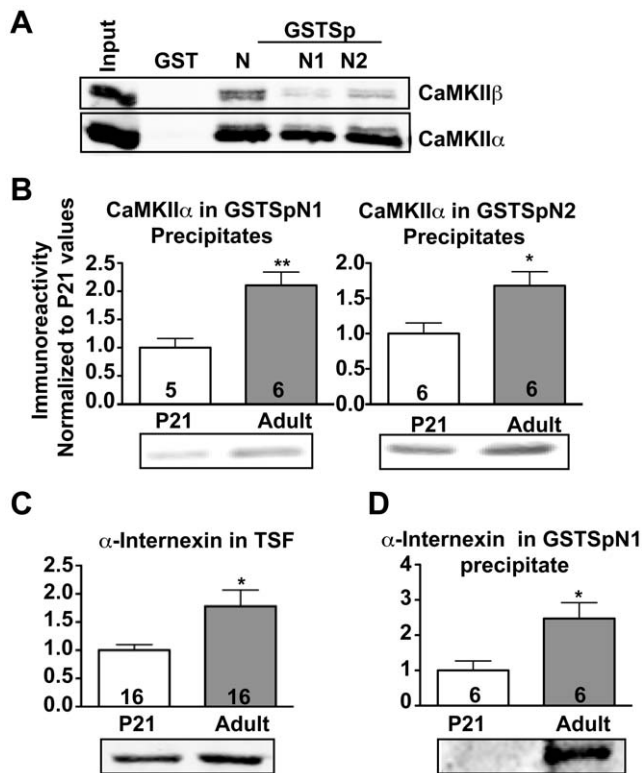 A
Input
GST
GSTSp
N
N1
N2
CaMKIIβ
CaMKIIα
B
CaMKIIα in GSTSpN1
Precipitates
CaMKIIα in GSTSpN2
Precipitates
Immunoreactivity
Normalized to P21 values
2.5
2.0
1.5
1.0
0.5
0.0
**
5
6
P21
Adult
2.0
1.5
1.0
0.5
0.0
*
6
6
P21
Adult
C
α-Internexin in TSF
2.5
2.0
1.5
1.0
0.5
0.0
*
16
16
P21
Adult
D
α-Internexin in GSTSpN1
precipitate
4
3
2
1
0
*
6
6
P21
Adult